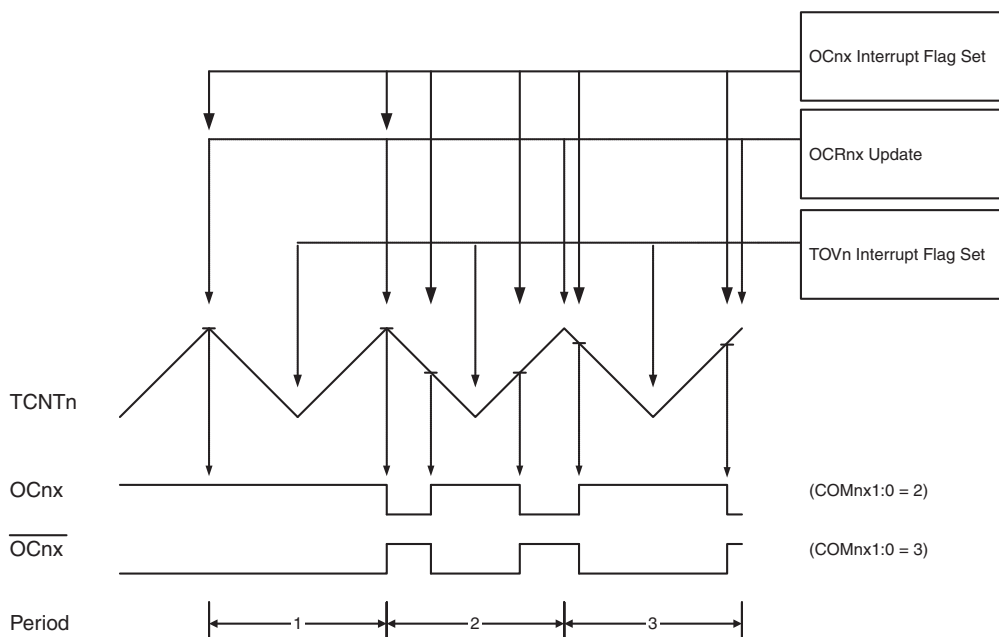 OCnx Interrupt Flag Set
OCRnx Update
TOVn Interrupt Flag Set
TCNTn
OCnx
(COMnx1:0 = 2)
OCnx
(COMnx1:0 = 3)
Period
1
2
3